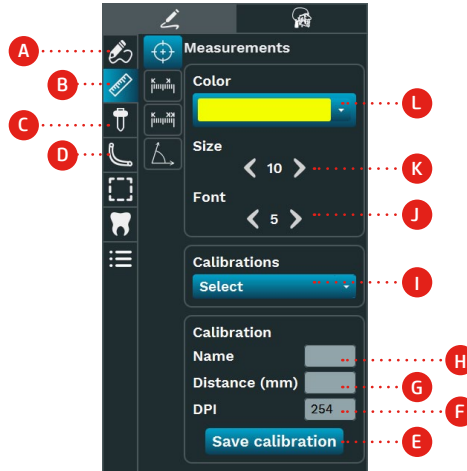 Measurements
A
B
C
D
Color
L
Size
10
K
Font
5
J
Calibrations
Select
I
Calibration
Name
H
Distance (mm)
G
DPI
254
F
Save calibration
E